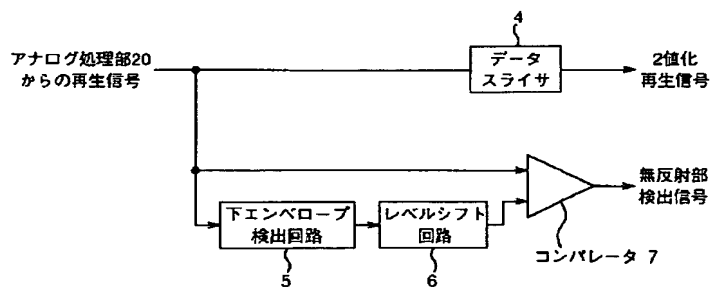 4
アナログ処理部20
からの再生信号
データ
スライサ
2値化
再生信号
無反射部
検出信号
下エンベロープ
検出回路
レベルシフト
回路
コンパレータ 7
5
6